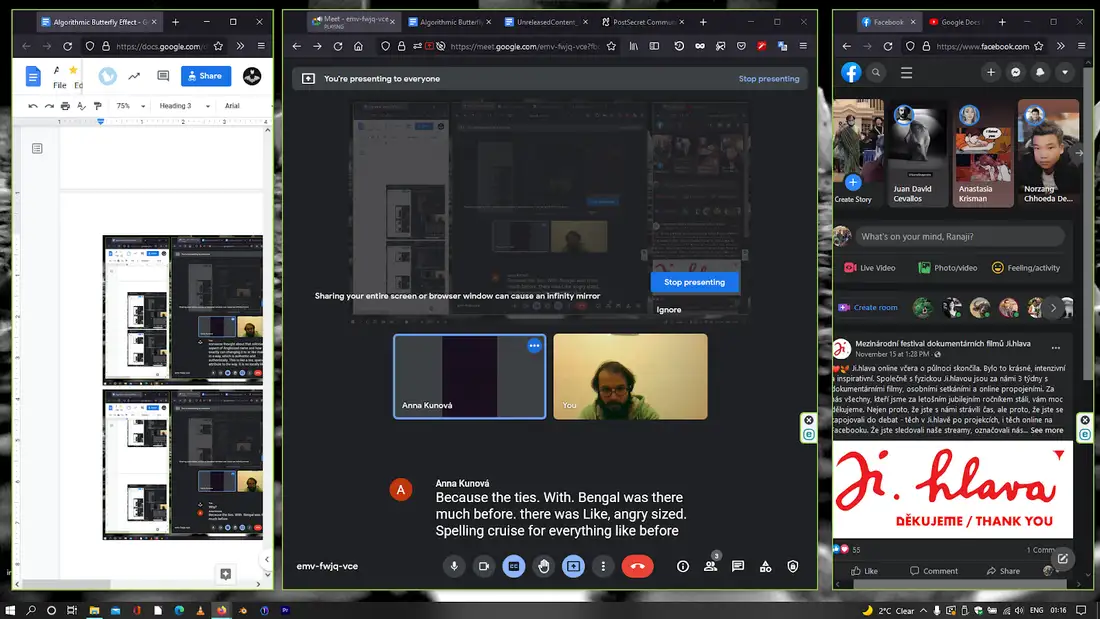 Algorithmic Butterfly Effect - G
https://docs.google.com/d
File
Ed
Share
75%
Heading 3
Arial
Meet - emv-fwjq-vce
PLAYING
Algorithmic Butterfly
UnreleasedContent_
PostSecret Commun
https://meet.google.com/emv-fwjq-vce?
You're presenting to everyone
Stop presenting
Stop presenting
Sharing your entire screen or browser window can cause an infinity mirror
Ignore
Anna Kunová
You
A
Anna Kunová
Because the ties. With. Bengal was there
much before. there was Like, angry sized.
Spelling cruise for everything like before
emv-fwjq-vce
3
Facebook
Google Docs
https://www.facebook.com
Create Story
Juan David
Cevallos
Anastasia
Krisman
Norzang
Chhoeda De...
What's on your mind, Ranaji?
Live Video
Photo/video
Feeling/activity
Create room
Mezinárodní festival dokumentárních filmů Ji.hlava
November 15 at 1:28 PM
Ji.hlava online včera o půlnoci skončila. Bylo to krásné, intenzivní
a inspirativní. Společně s fyzickou Ji.hlavou jsou za námi 3 týdny s
dokumentárními filmy, osobními setkáními a online propojeními. Za
nás všechny, kteří jsme za letošním jubilejním ročníkem stáli, vám moc
děkujeme. Nejen proto, že jste s námi strávili čas, ale proto, že jste se
zapojovali do debat - těch v Ji.hlavě po projekcích, i těch online na
Facebooku. Že jste sledovali naše streamy, označovali nás... See more
Ji.hlava
DĚKUJEME / THANK YOU
55
1 Comm
Like
Comment
Share
2°C Clear
ENG
01:16